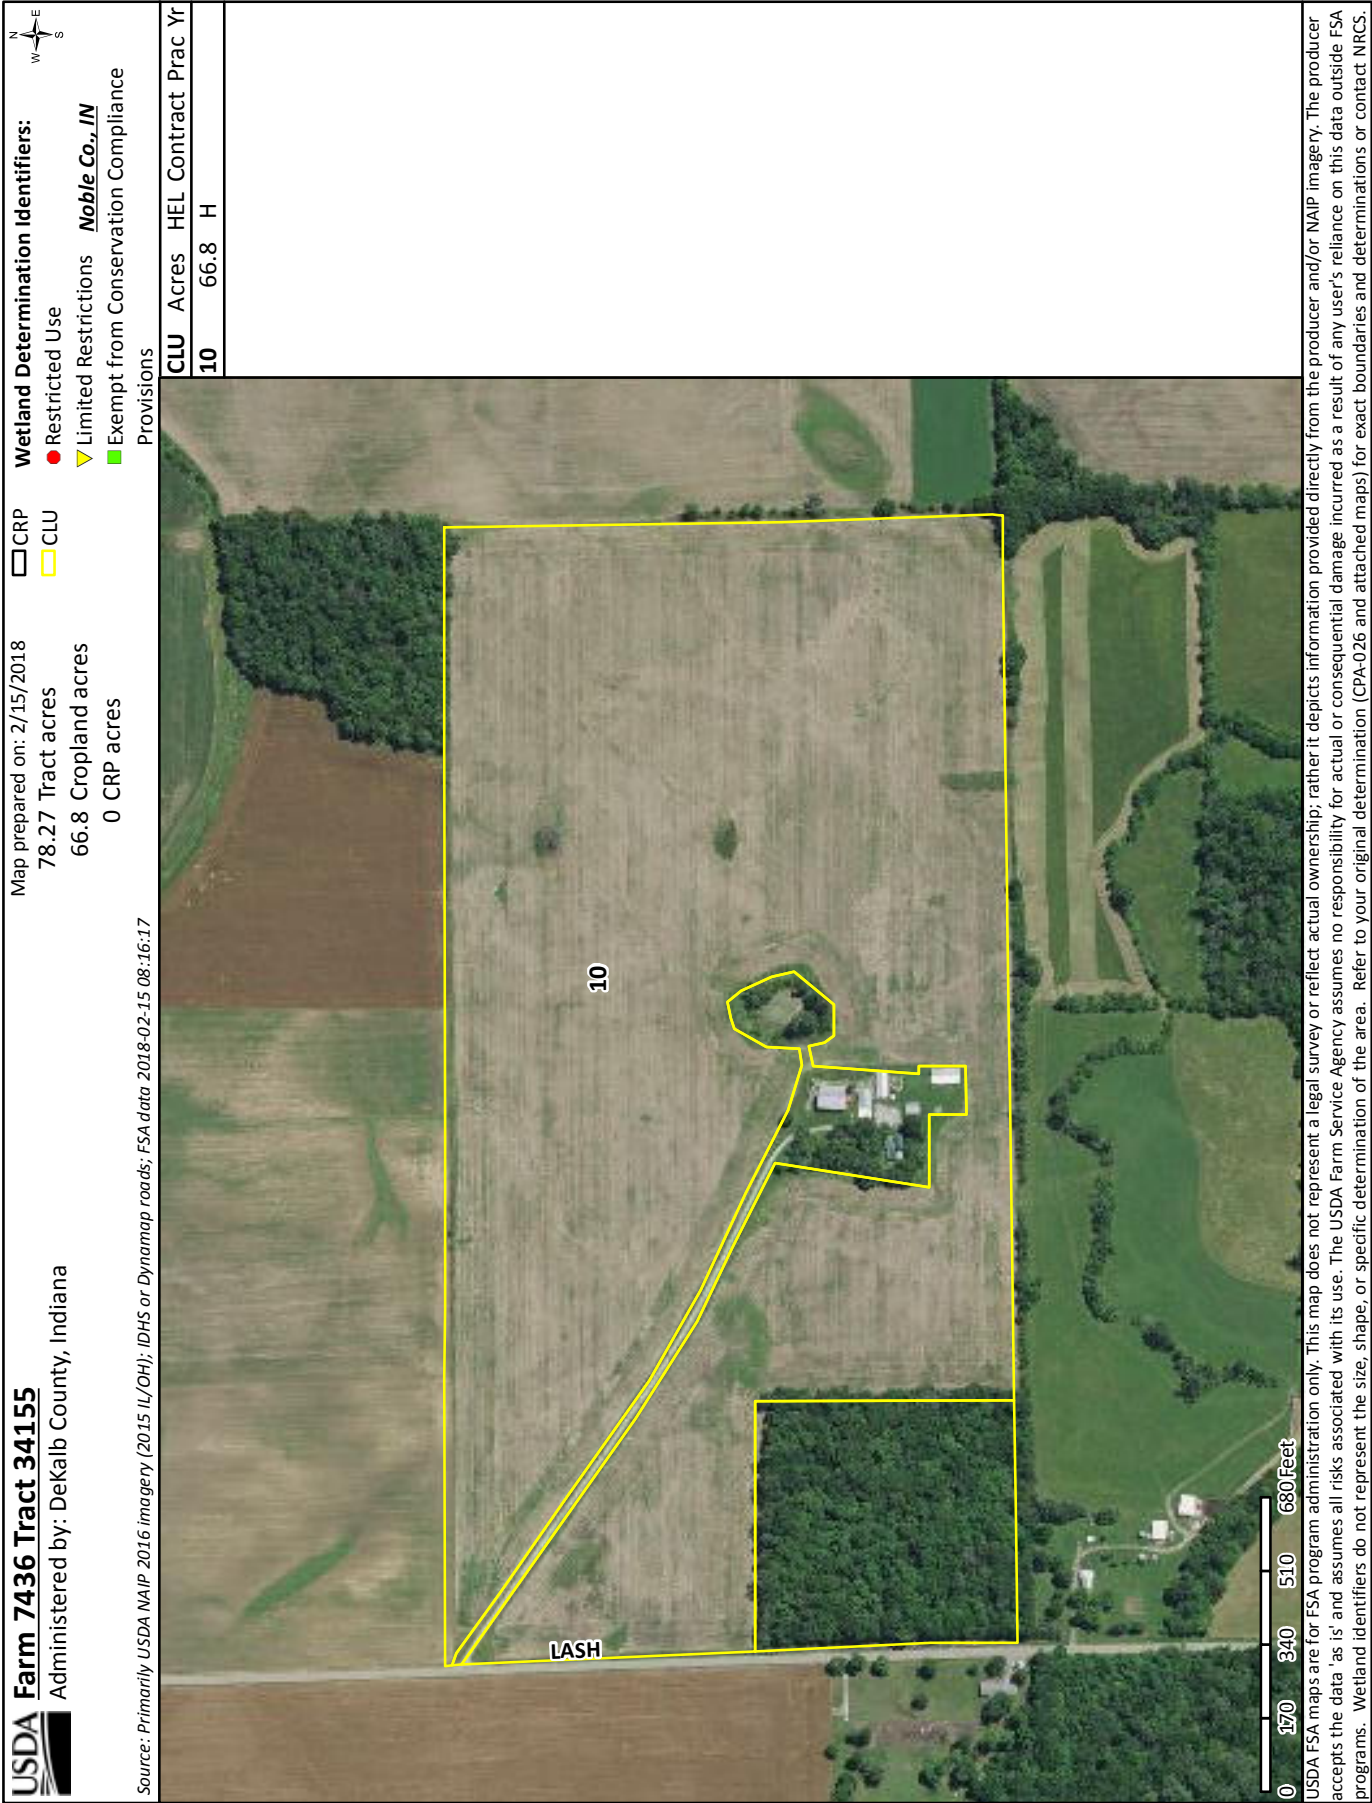 USDA
Farm 7436 Tract 34155
Administered by: DeKalb County, Indiana
Map prepared on: 2/15/2018
78.27 Tract acres
66.8 Cropland acres
0 CRP acres
CRP
CLU
Wetland Determination Identifiers:
Restricted Use
Limited Restrictions Noble Co., IN
Exempt from Conservation Compliance
Provisions
N
W E
S
Source: Primarily USDA NAIP 2016 imagery (2015 IL/OH); IDHS or Dynamap roads; FSA data 2018-02-15 08:16:17
CLU Acres HEL Contract Prac Yr
10 66.8 H
10
LASH
0 170 340 510 680 Feet
USDA FSA maps are for FSA program administration only. This map does not represent a legal survey or reflect actual ownership; rather it depicts information provided directly from the producer and/or NAIP imagery. The producer
accepts the data 'as is' and assumes all risks associated with its use. The USDA Farm Service Agency assumes no responsibility for actual or consequential damage incurred as a result of any user's reliance on this data outside FSA
programs. Wetland identifiers do not represent the size, shape, or specific determination of the area. Refer to your original determination (CPA-026 and attached maps) for exact boundaries and determinations or contact NRCS.